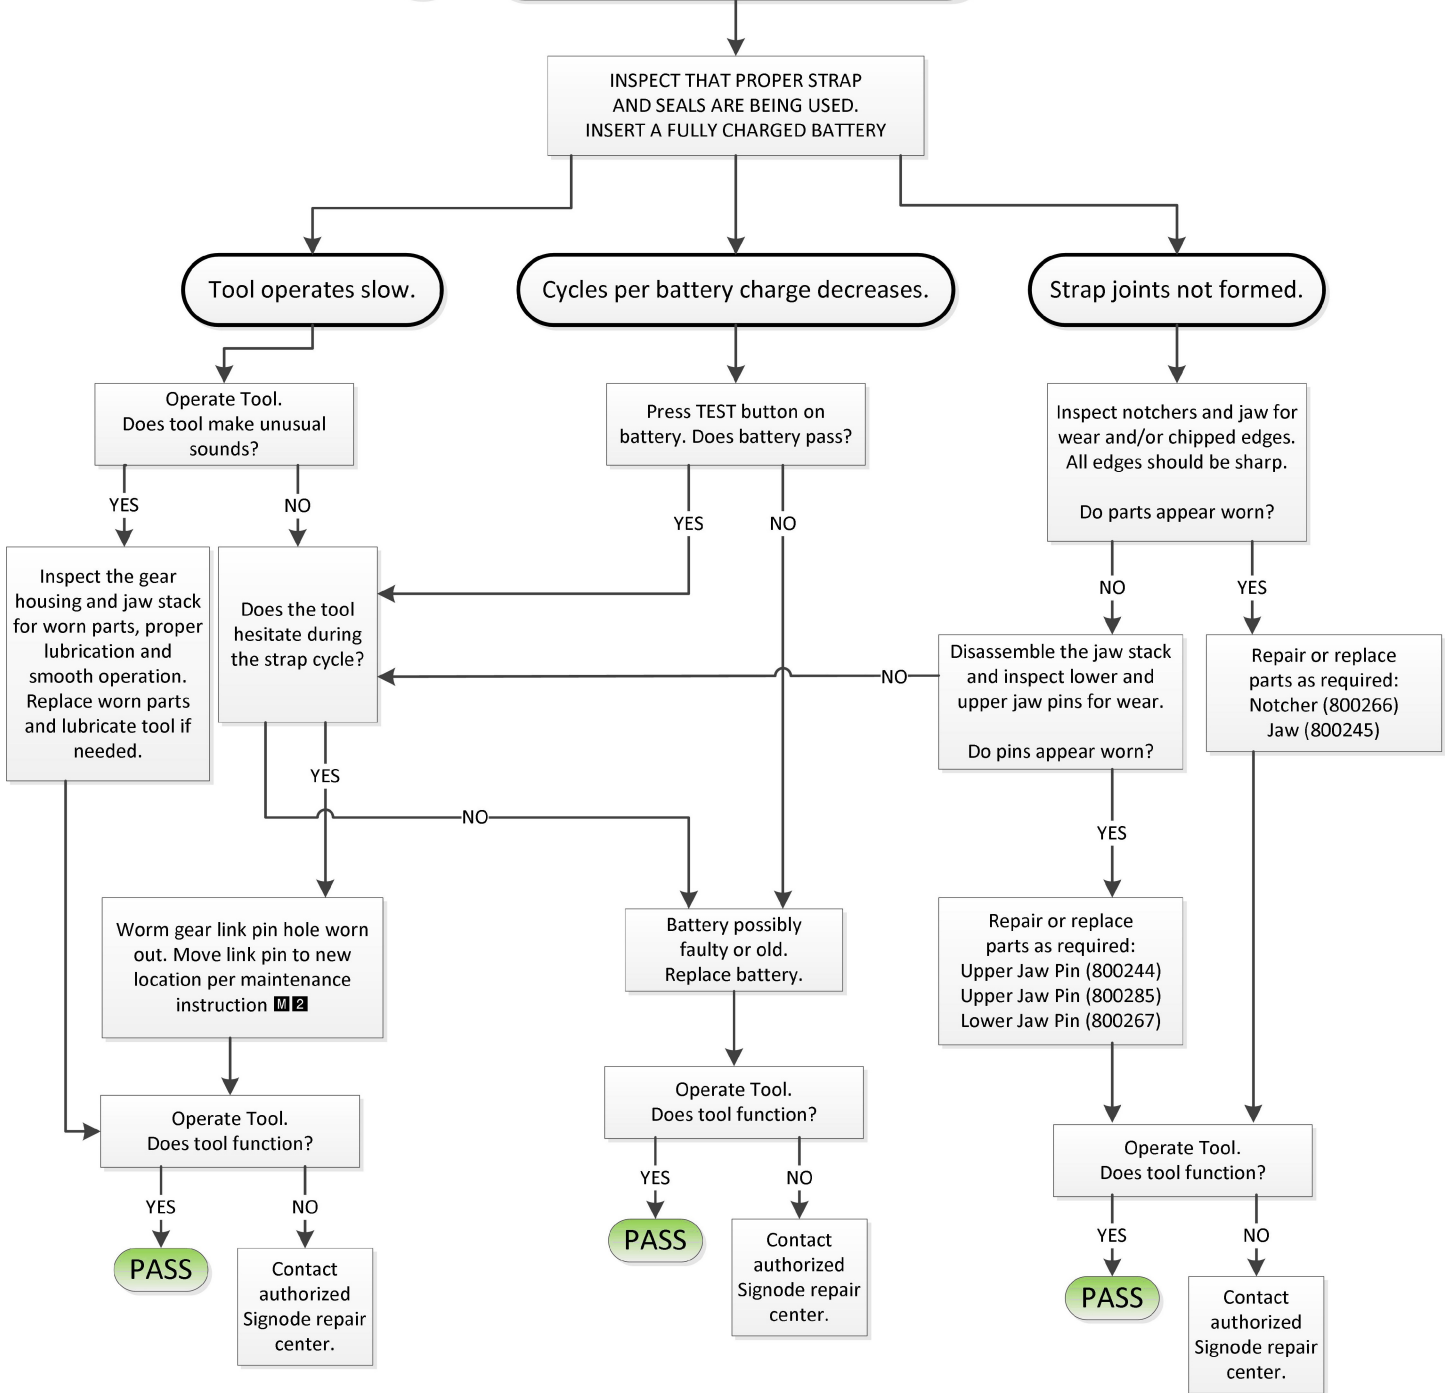 INSPECT THAT PROPER STRAP
AND SEALS ARE BEING USED.
INSERT A FULLY CHARGED BATTERY
Tool operates slow.
Cycles per battery charge decreases.
Strap joints not formed.
Operate Tool.
Does tool make unusual
sounds?
YES
NO
Inspect the gear
housing and jaw stack
for worn parts, proper
lubrication and
smooth operation.
Replace worn parts
and lubricate tool if
needed.
Does the tool
hesitate during
the strap cycle?
YES
NO
Worm gear link pin hole worn
out. Move link pin to new
location per maintenance
instruction M2
Operate Tool.
Does tool function?
YES
NO
PASS
Contact
authorized
Signode repair
center.
Press TEST button on
battery. Does battery pass?
YES
NO
Battery possibly
faulty or old.
Replace battery.
Operate Tool.
Does tool function?
YES
NO
PASS
Contact
authorized
Signode repair
center.
Inspect notchers and jaw for
wear and/or chipped edges.
All edges should be sharp.
Do parts appear worn?
NO
YES
Disassemble the jaw stack
and inspect lower and
upper jaw pins for wear.
Do pins appear worn?
NO
YES
Repair or replace
parts as required:
Notcher (800266)
Jaw (800245)
Repair or replace
parts as required:
Upper Jaw Pin (800244)
Upper Jaw Pin (800285)
Lower Jaw Pin (800267)
Operate Tool.
Does tool function?
YES
NO
PASS
Contact
authorized
Signode repair
center.